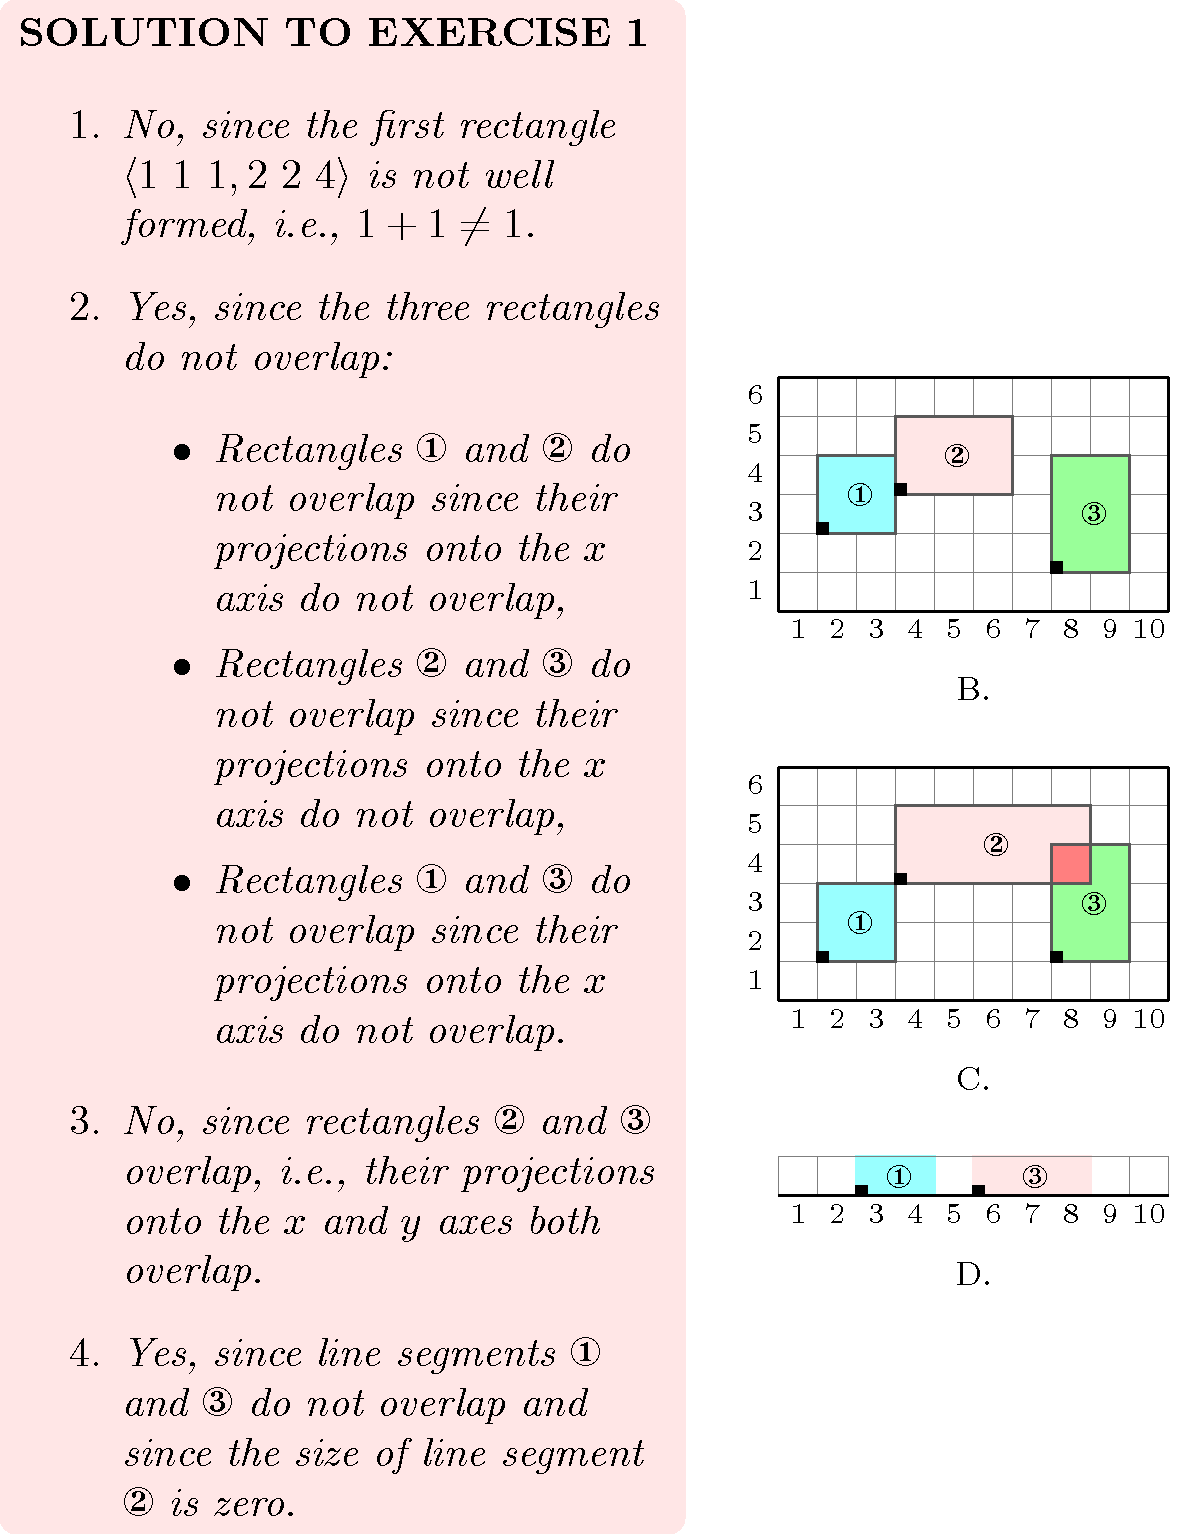 SOLUTION TO EXERCISE 1
1. No, since the first rectangle
⟨1 1 1, 2 2 4⟩ is not well
formed, i.e., 1 + 1 ≠ 1.
2. Yes, since the three rectangles
do not overlap:
• Rectangles ① and ② do
not overlap since their
projections onto the x
axis do not overlap,
• Rectangles ② and ③ do
not overlap since their
projections onto the x
axis do not overlap,
• Rectangles ① and ③ do
not overlap since their
projections onto the x
axis do not overlap.
3. No, since rectangles ② and ③
overlap, i.e., their projections
onto the x and y axes both
overlap.
4. Yes, since line segments ①
and ③ do not overlap and
since the size of line segment
② is zero.
6
5
②
4
①
3
③
2
1
1 2 3 4 5 6 7 8 9 10
B.
6
5
②
4
3
③
①
2
1
1 2 3 4 5 6 7 8 9 10
C.
① ③
1 2 3 4 5 6 7 8 9 10
D.